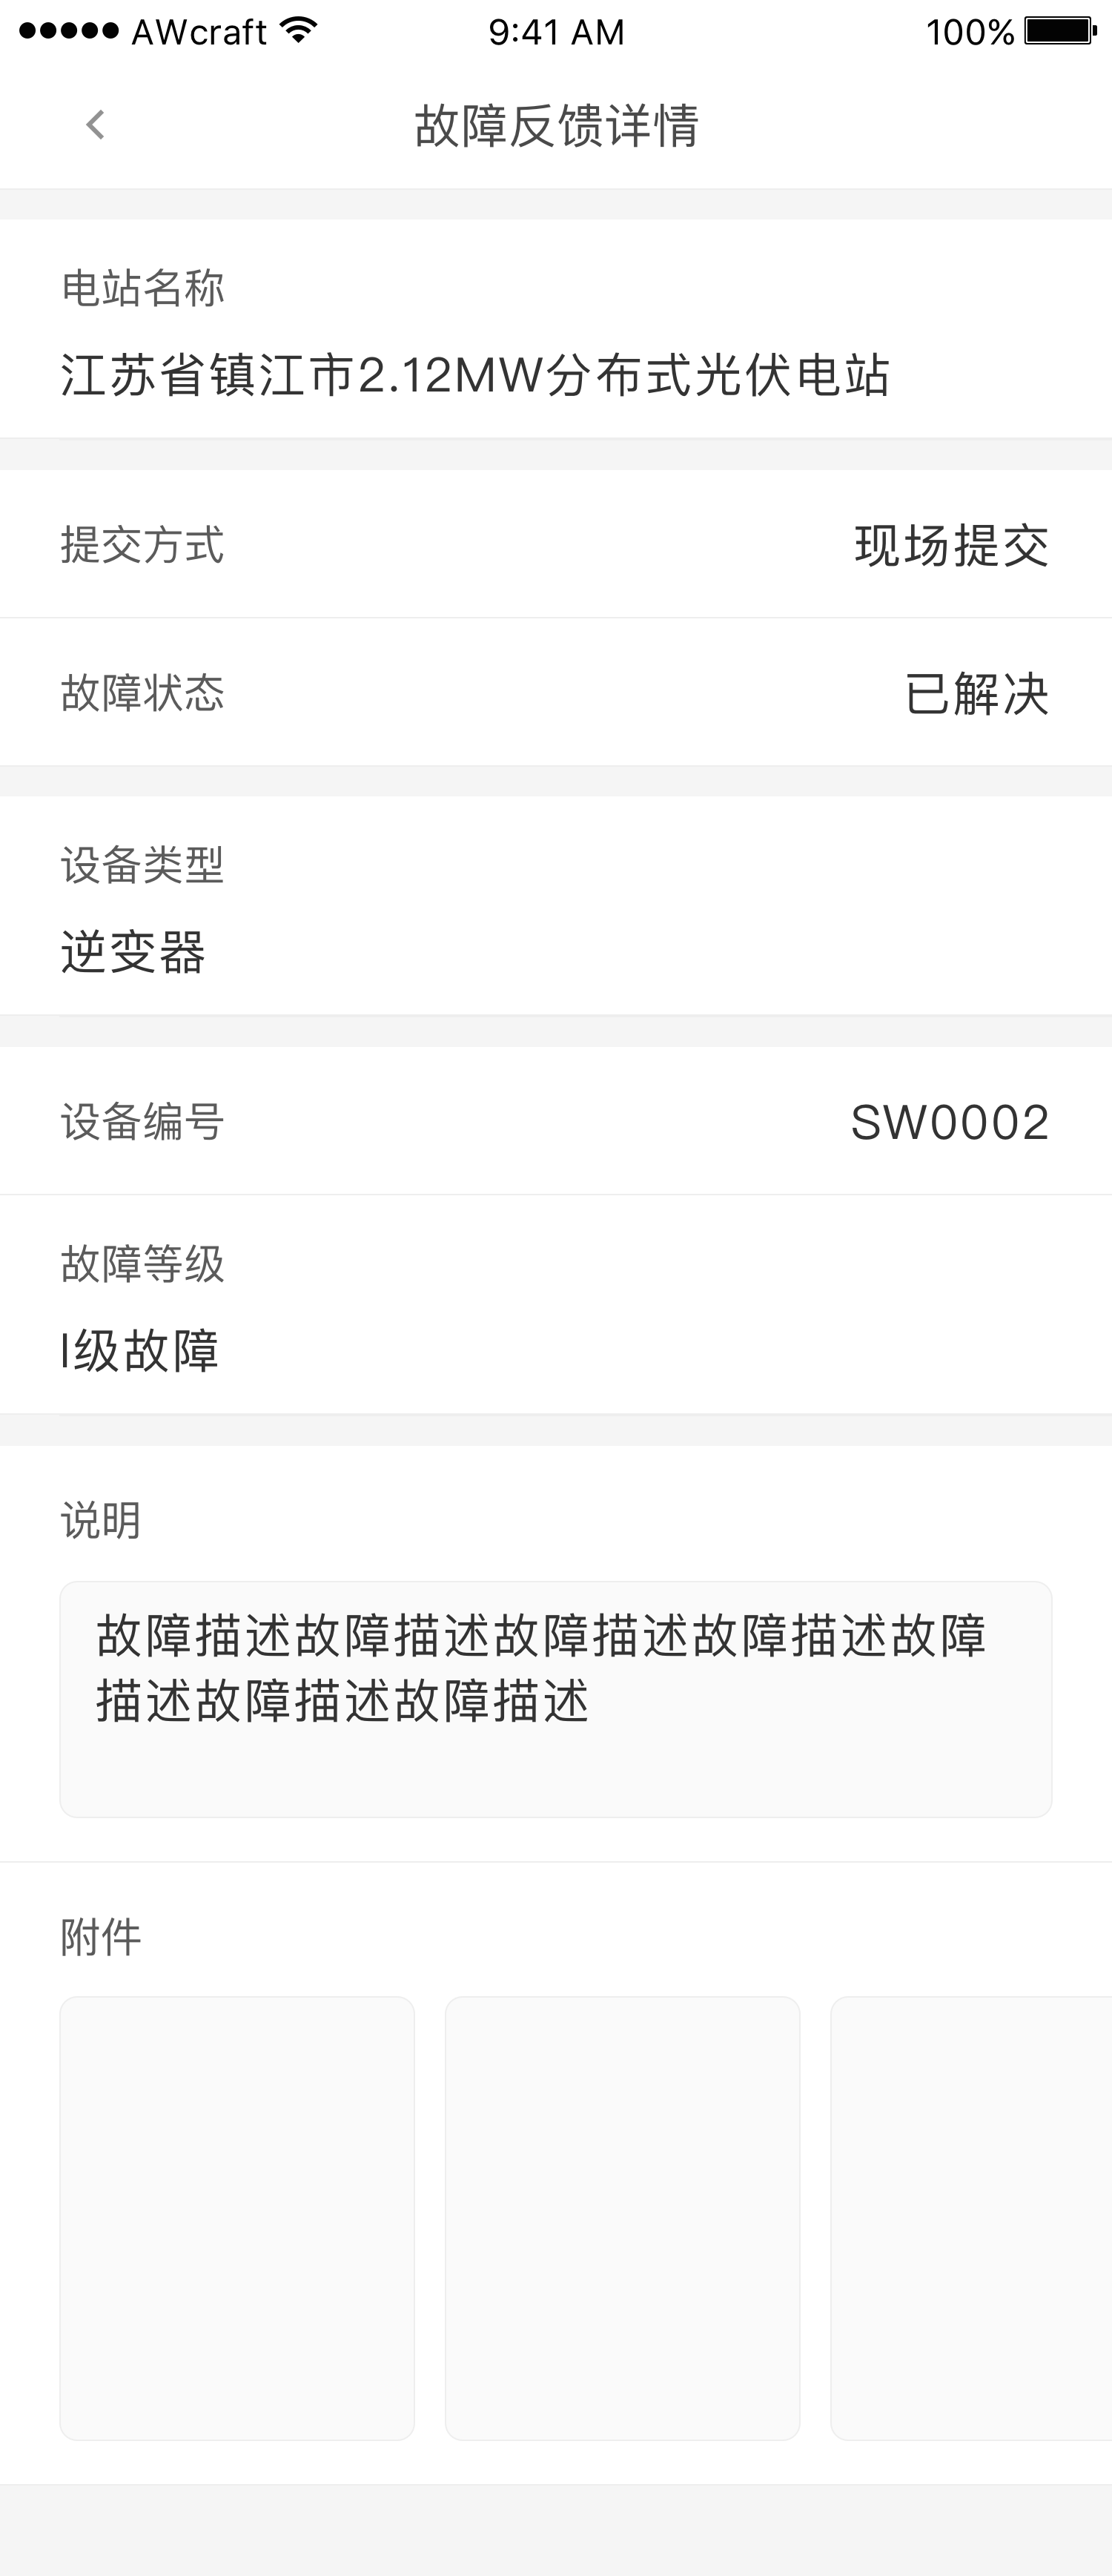 AWcraft 9:41 AM 100%
故障反馈详情
电站名称
江苏省镇江市2.12MW分布式光伏电站
提交方式 现场提交
故障状态 已解决
设备类型
逆变器
设备编号 SW0002
故障等级
I级故障
说明
故障描述故障描述故障描述故障描述故障
描述故障描述故障描述
附件